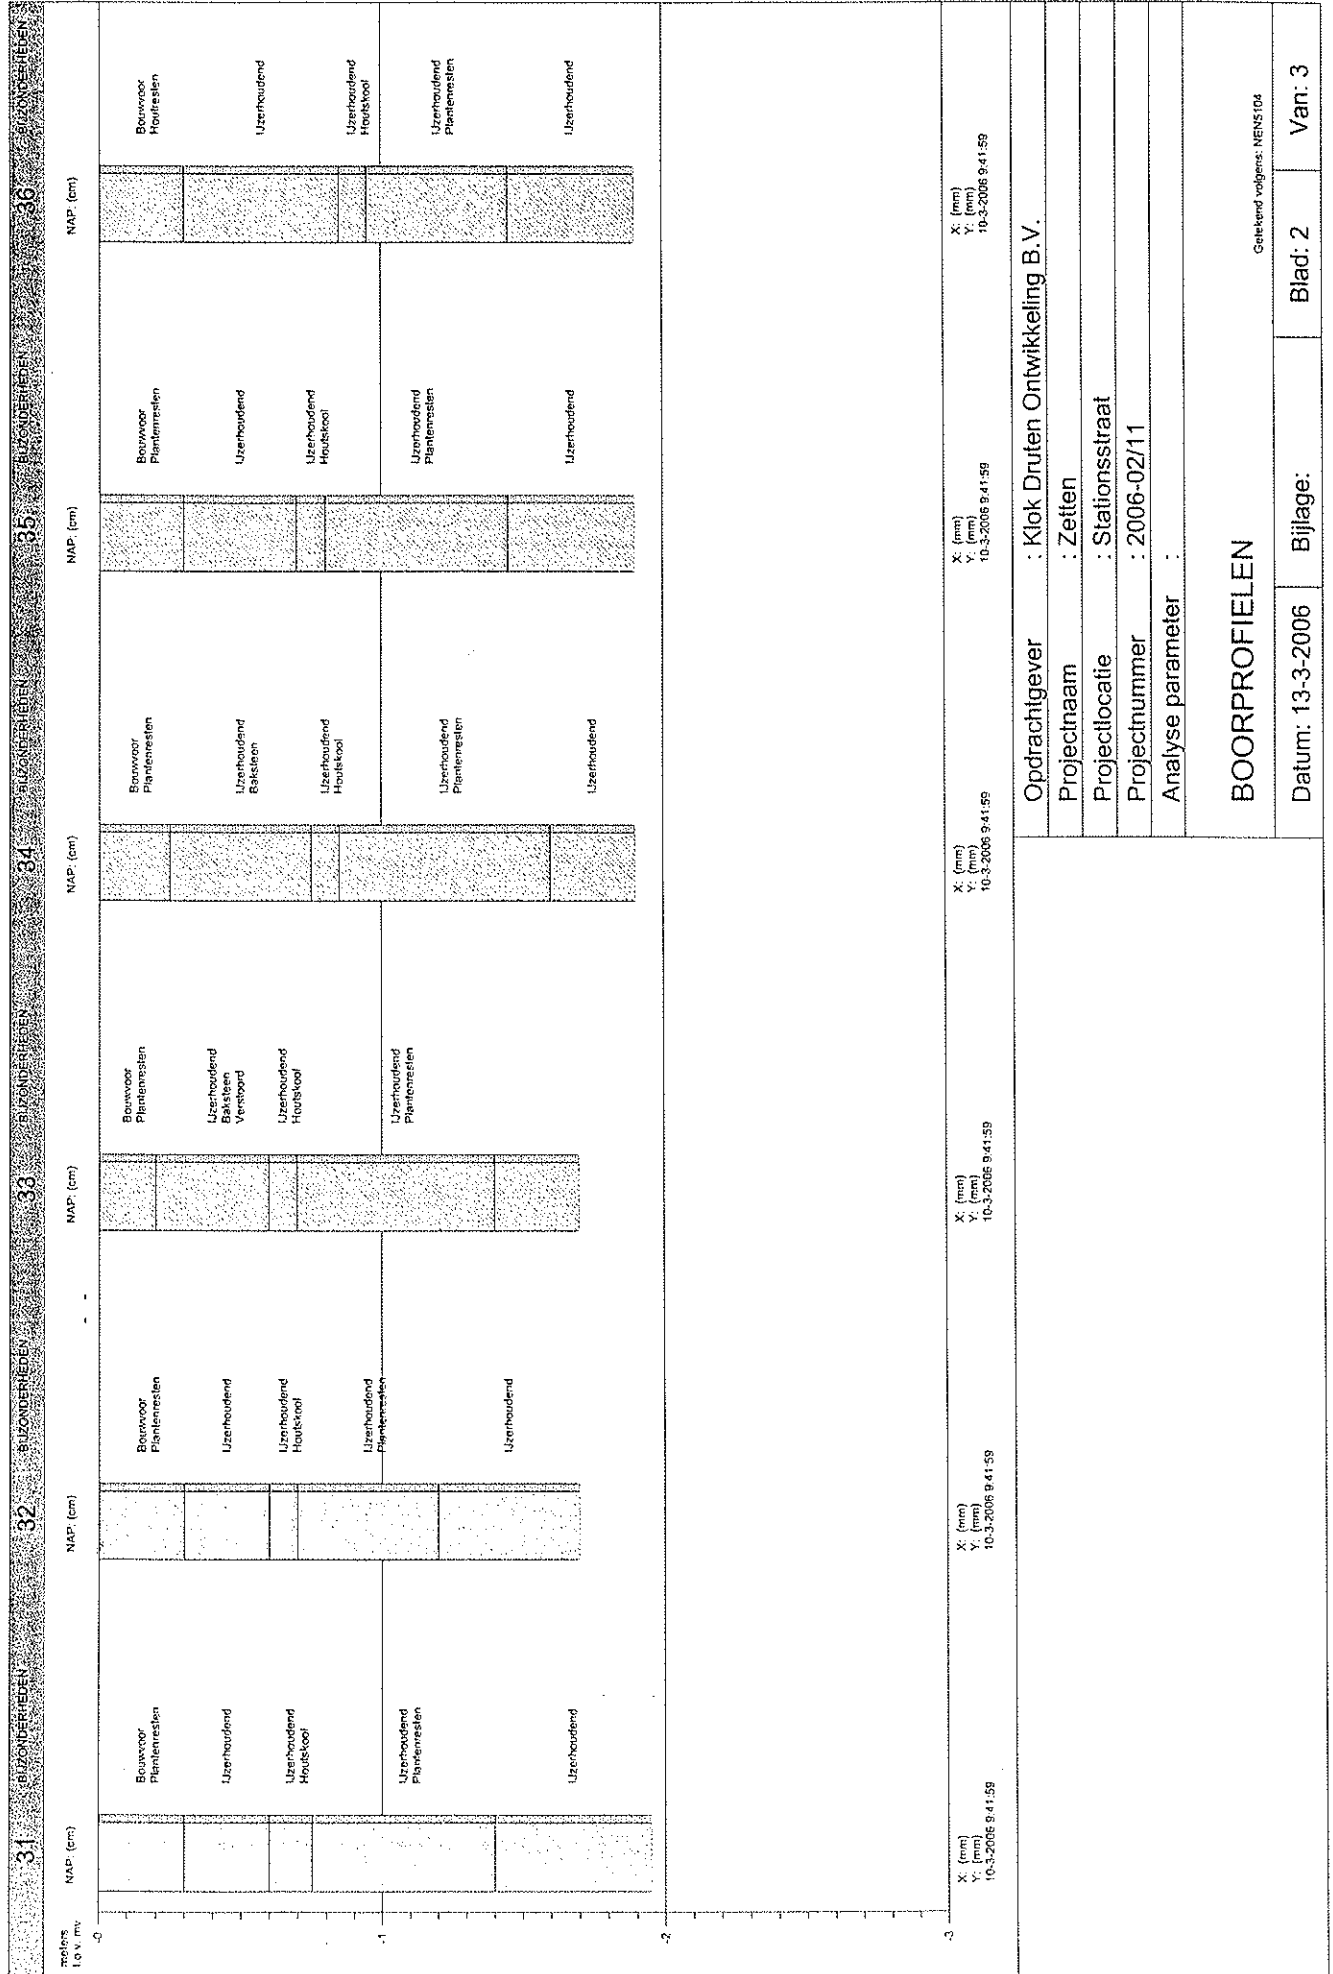 31 BIJZONDERHEDEN 32 BIJZONDERHEDEN 33 BIJZONDERHEDEN 34 BIJZONDERHEDEN 35 BIJZONDERHEDEN 36 BIJZONDERHEDEN
meters
t.o.v. mv
NAP: (cm) NAP: (cm) NAP: (cm) NAP: (cm) NAP: (cm) NAP: (cm)
-0
-1
-2
-3
Bouwvoor
Plantenresten
IJzerhoudend
IJzerhoudend
Houtskool
IJzerhoudend
Plantenresten
IJzerhoudend
Bouwvoor
Plantenresten
IJzerhoudend
IJzerhoudend
Houtskool
IJzerhoudend
Plantenresten
IJzerhoudend
Bouwvoor
Plantenresten
IJzerhoudend
Baksteen
Verstoord
IJzerhoudend
Houtskool
IJzerhoudend
Plantenresten
Bouwvoor
Plantenresten
IJzerhoudend
Baksteen
IJzerhoudend
Houtskool
IJzerhoudend
Plantenresten
IJzerhoudend
Bouwvoor
Plantenresten
IJzerhoudend
IJzerhoudend
Houtskool
IJzerhoudend
Plantenresten
IJzerhoudend
Bouwvoor
Houtresten
IJzerhoudend
IJzerhoudend
Houtskool
IJzerhoudend
Plantenresten
IJzerhoudend
X: (mm) X: (mm) X: (mm) X: (mm) X: (mm) X: (mm)
Y: (mm) Y: (mm) Y: (mm) Y: (mm) Y: (mm) Y: (mm)
10-3-2006 9:41:59 10-3-2006 9:41:59 10-3-2006 9:41:59 10-3-2006 9:41:59 10-3-2006 9:41:59 10-3-2006 9:41:59
Opdrachtgever : Klok Druten Ontwikkeling B.V.
Projectnaam : Zetten
Projectlocatie : Stationsstraat
Projectnummer : 2006-02/11
Analyse parameter :
BOORPROFIELEN
Getekend volgens: NEN5104
Datum: 13-3-2006 Bijlage: Blad: 2 Van: 3